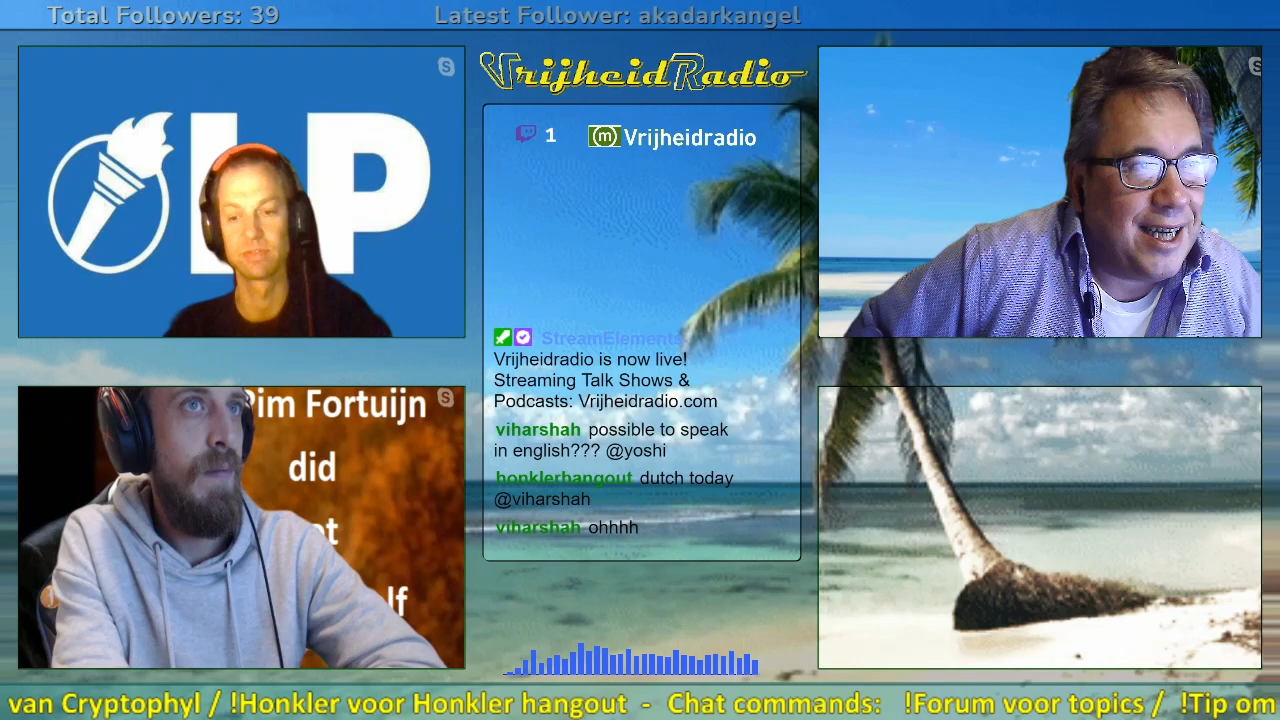 Total Followers: 39
Latest Follower: akadarkangel
LP
VrijheidRadio
1
Vrijheidradio
StreamElements
Vrijheidradio is now live!
Streaming Talk Shows &
Podcasts: Vrijheidradio.com
viharshah possible to speak
in english??? @yoshi
honklerhangout dutch today
@viharshah
viharshah ohhhh
Pim Fortuijn
did
van Cryptophyl / !Honkler voor Honkler hangout - Chat commands: !Forum voor topics / !Tip om